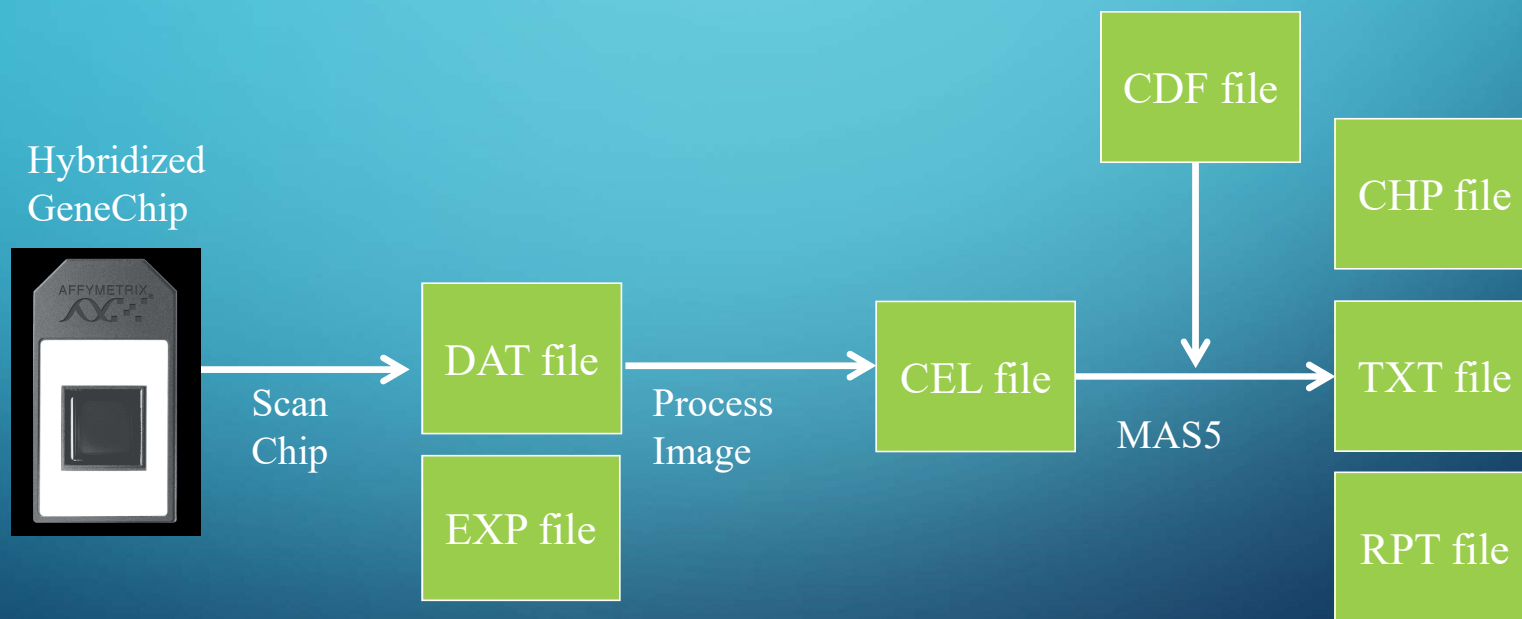 Hybridized
GeneChip
AFFYMETRIX
Scan
Chip
DAT file
EXP file
Process
Image
CEL file
CDF file
MAS5
CHP file
TXT file
RPT file